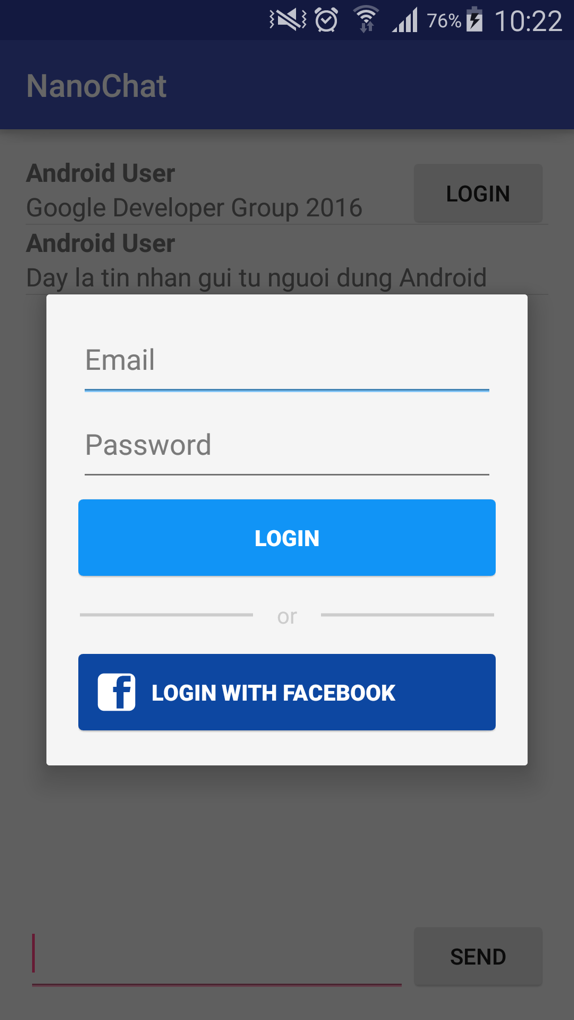 76% 10:22
NanoChat
Android User
Google Developer Group 2016
LOGIN
Android User
Day la tin nhan gui tu nguoi dung Android
Email
Password
LOGIN
or
f LOGIN WITH FACEBOOK
SEND